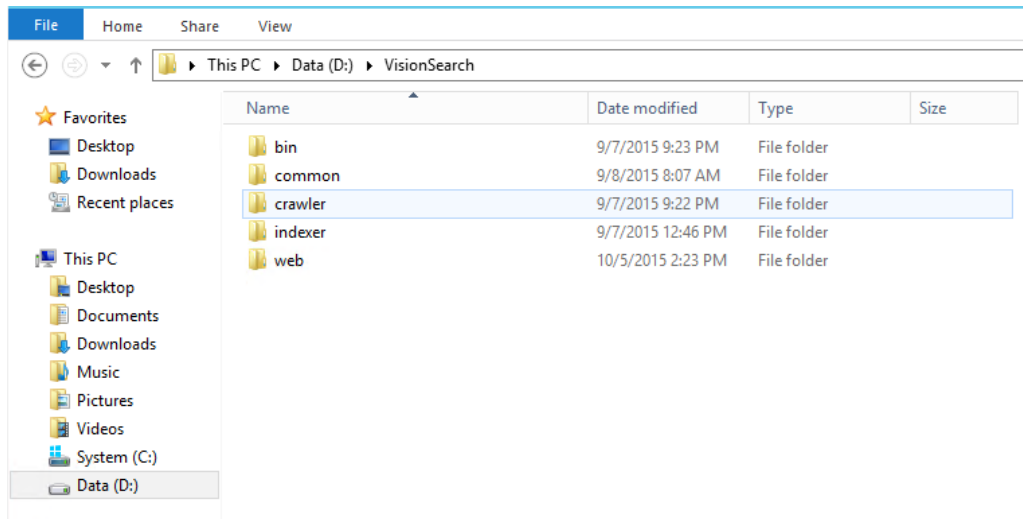 File Home Share View
This PC Data (D:) VisionSearch
Name Date modified Type Size
Favorites
Desktop
Downloads
Recent places
This PC
Desktop
Documents
Downloads
Music
Pictures
Videos
System (C:)
Data (D:)
bin 9/7/2015 9:23 PM File folder
common 9/8/2015 8:07 AM File folder
crawler 9/7/2015 9:22 PM File folder
indexer 9/7/2015 12:46 PM File folder
web 10/5/2015 2:23 PM File folder